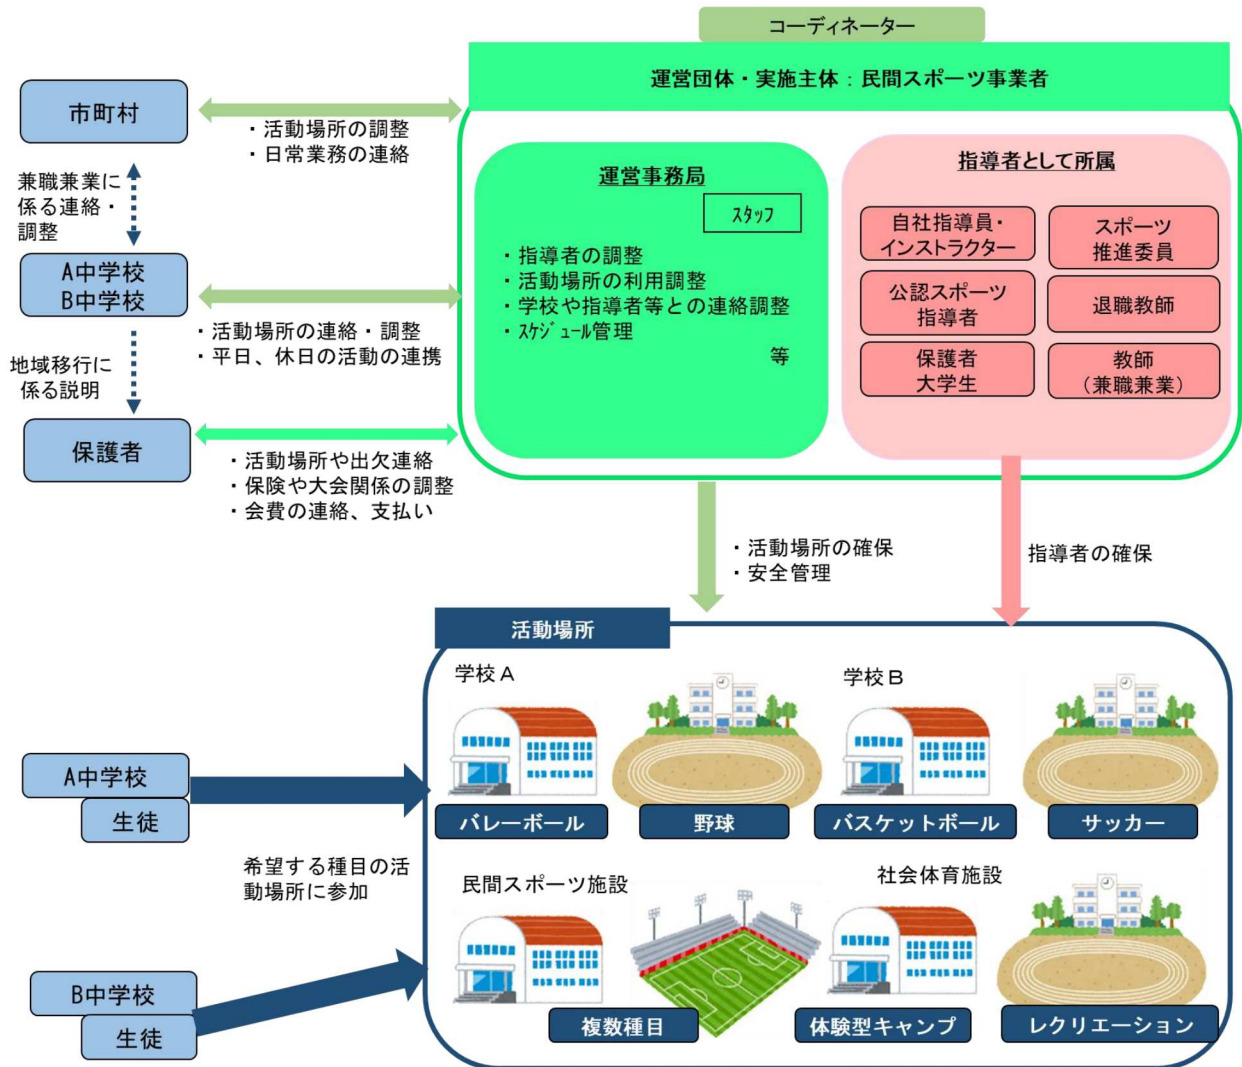 コーディネーター
運営団体・実施主体：民間スポーツ事業者
市町村
・活動場所の調整
・日常業務の連絡
兼職兼業に
係る連絡・
調整
A中学校
B中学校
・活動場所の連絡・調整
・平日、休日の活動の連携
地域移行に
係る説明
保護者
・活動場所や出欠連絡
・保険や大会関係の調整
・会費の連絡、支払い
運営事務局
ｽﾀｯﾌ
・指導者の調整
・活動場所の利用調整
・学校や指導者等との連絡調整
・ｽｹｼﾞｭｰﾙ管理
等
指導者として所属
自社指導員・
インストラクター
スポーツ
推進委員
公認スポーツ
指導者
退職教師
保護者
大学生
教師
（兼職兼業）
・活動場所の確保
・安全管理
指導者の確保
活動場所
学校A
学校B
バレーボール
野球
バスケットボール
サッカー
A中学校
生徒
希望する種目の活
動場所に参加
B中学校
生徒
民間スポーツ施設
社会体育施設
複数種目
体験型キャンプ
レクリエーション